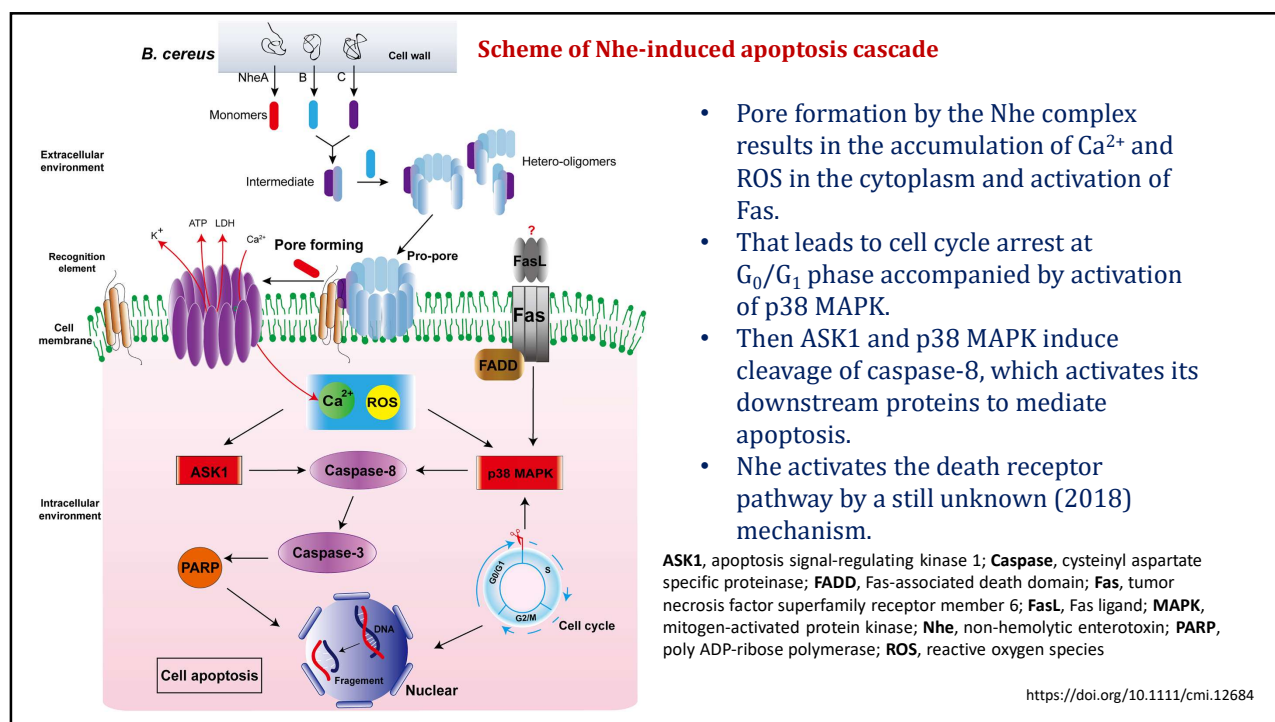 Scheme of Nhe-induced apoptosis cascade
B. cereus
Cell wall
NheA
B
C
Monomers
Extracellular
environment
Intermediate
Hetero-oligomers
K+
ATP
LDH
Ca2+
Pore forming
Pro-pore
?
FasL
Recognition
element
Fas
Cell
membrane
FADD
Ca2+
ROS
ASK1
Caspase-8
p38 MAPK
Intracellular
environment
Caspase-3
PARP
G0/G1
S
G2/M
Cell cycle
DNA
Fragement
Nuclear
Cell apoptosis
• Pore formation by the Nhe complex
results in the accumulation of Ca2+ and
ROS in the cytoplasm and activation of
Fas.
• That leads to cell cycle arrest at
G0/G1 phase accompanied by activation
of p38 MAPK.
• Then ASK1 and p38 MAPK induce
cleavage of caspase-8, which activates its
downstream proteins to mediate
apoptosis.
• Nhe activates the death receptor
pathway by a still unknown (2018)
mechanism.
ASK1, apoptosis signal-regulating kinase 1; Caspase, cysteinyl aspartate
specific proteinase; FADD, Fas-associated death domain; Fas, tumor
necrosis factor superfamily receptor member 6; FasL, Fas ligand; MAPK,
mitogen-activated protein kinase; Nhe, non-hemolytic enterotoxin; PARP,
poly ADP-ribose polymerase; ROS, reactive oxygen species
https://doi.org/10.1111/cmi.12684